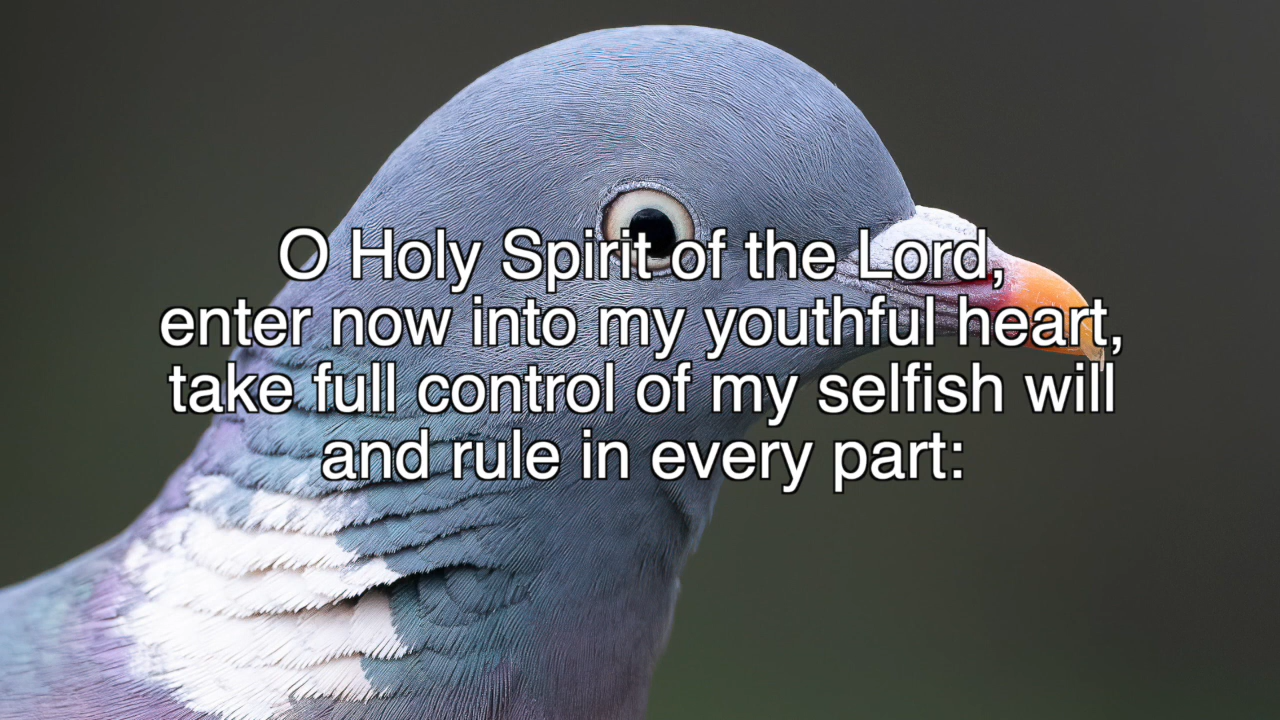 O Holy Spirit of the Lord,
enter now into my youthful heart,
take full control of my selfish will
and rule in every part: